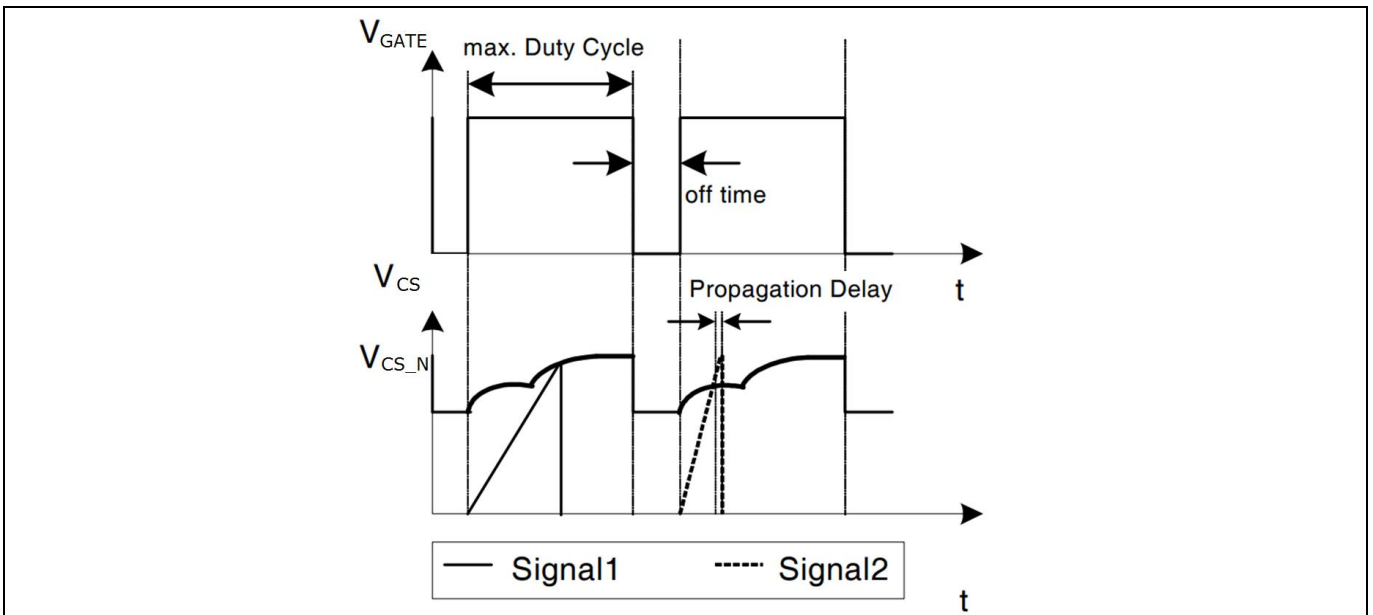 VGATE
max. Duty Cycle
off time
VCS
Propagation Delay
t
VCS_N
Signal1 Signal2
t